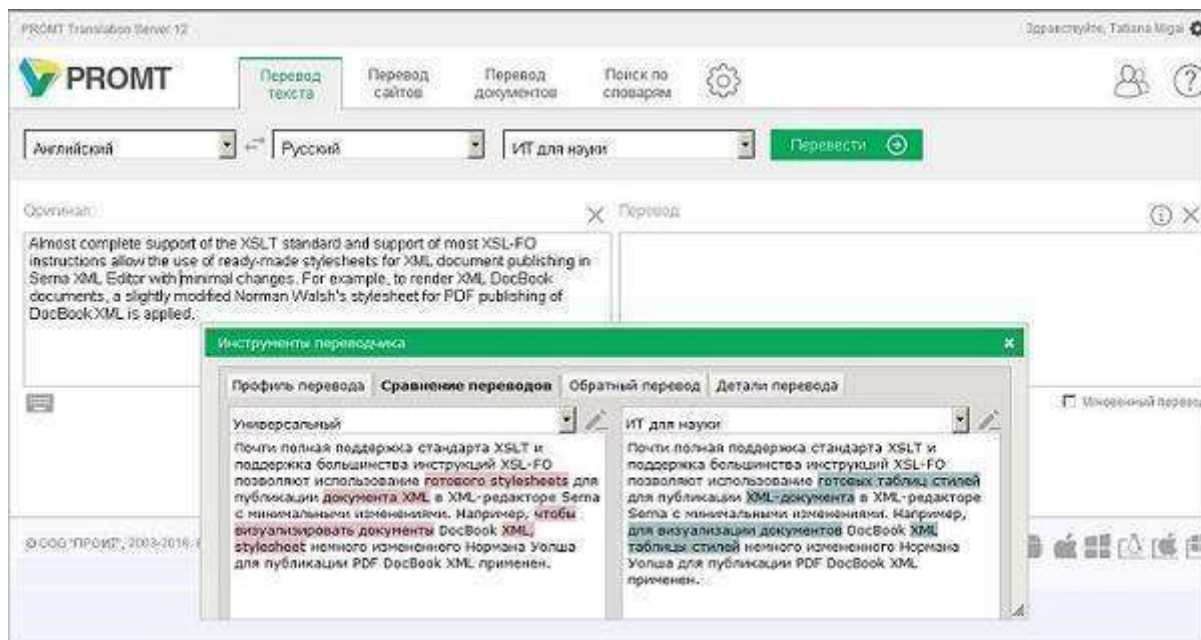 PROMT Translation Server 12
Здравствуйте, Tatiana Migal
PROMT
Перевод текста
Перевод сайтов
Перевод документов
Поиск по словарям
Английский
Русский
ИТ для науки
Перевести
Оригинал:
Перевод:
Almost complete support of the XSLT standard and support of most XSL-FO
instructions allow the use of ready-made stylesheets for XML document publishing in
Serna XML Editor with minimal changes. For example, to render XML DocBook
documents, a slightly modified Norman Walsh's stylesheet for PDF publishing of
DocBook XML is applied.
Инструменты переводчика
Профиль перевода
Сравнение переводов
Обратный перевод
Детали перевода
Мгновенный перевод
Универсальный
Почти полная поддержка стандарта XSLT и
поддержка большинства инструкций XSL-FO
позволяют использование готового stylesheets для
публикации документа XML в XML-редакторе Serna
с минимальными изменениями. Например, чтобы
визуализировать документы DocBook XML,
stylesheet немного измененного Нормана Уолша
для публикации PDF DocBook XML применен.
ИТ для науки
Почти полная поддержка стандарта XSLT и
поддержка большинства инструкций XSL-FO
позволяют использование готовых таблиц стилей
для публикации XML-документа в XML-редакторе
Serna с минимальными изменениями. Например,
для визуализации документов DocBook XML
таблицы стилей немного измененного Нормана
Уолша для публикации PDF DocBook XML
применен.
© ООО "ПРОМТ", 2003-2016.